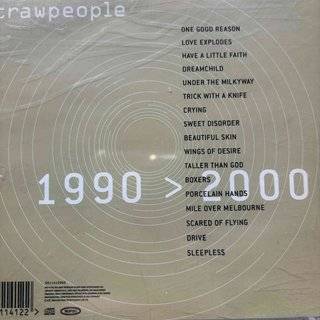 trawpeople
ONE GOOD REASON
LOVE EXPLODES
HAVE A LITTLE FAITH
DREAMCHILD
UNDER THE MILKYWAY
TRICK WITH A KNIFE
CRYING
SWEET DISORDER
BEAUTIFUL SKIN
WINGS OF DESIRE
TALLER THAN GOD
BOXERS
1990 > 2000
PORCELAIN HANDS
MILE OVER MELBOURNE
SCARED OF FLYING
DRIVE
SLEEPLESS
114122 >